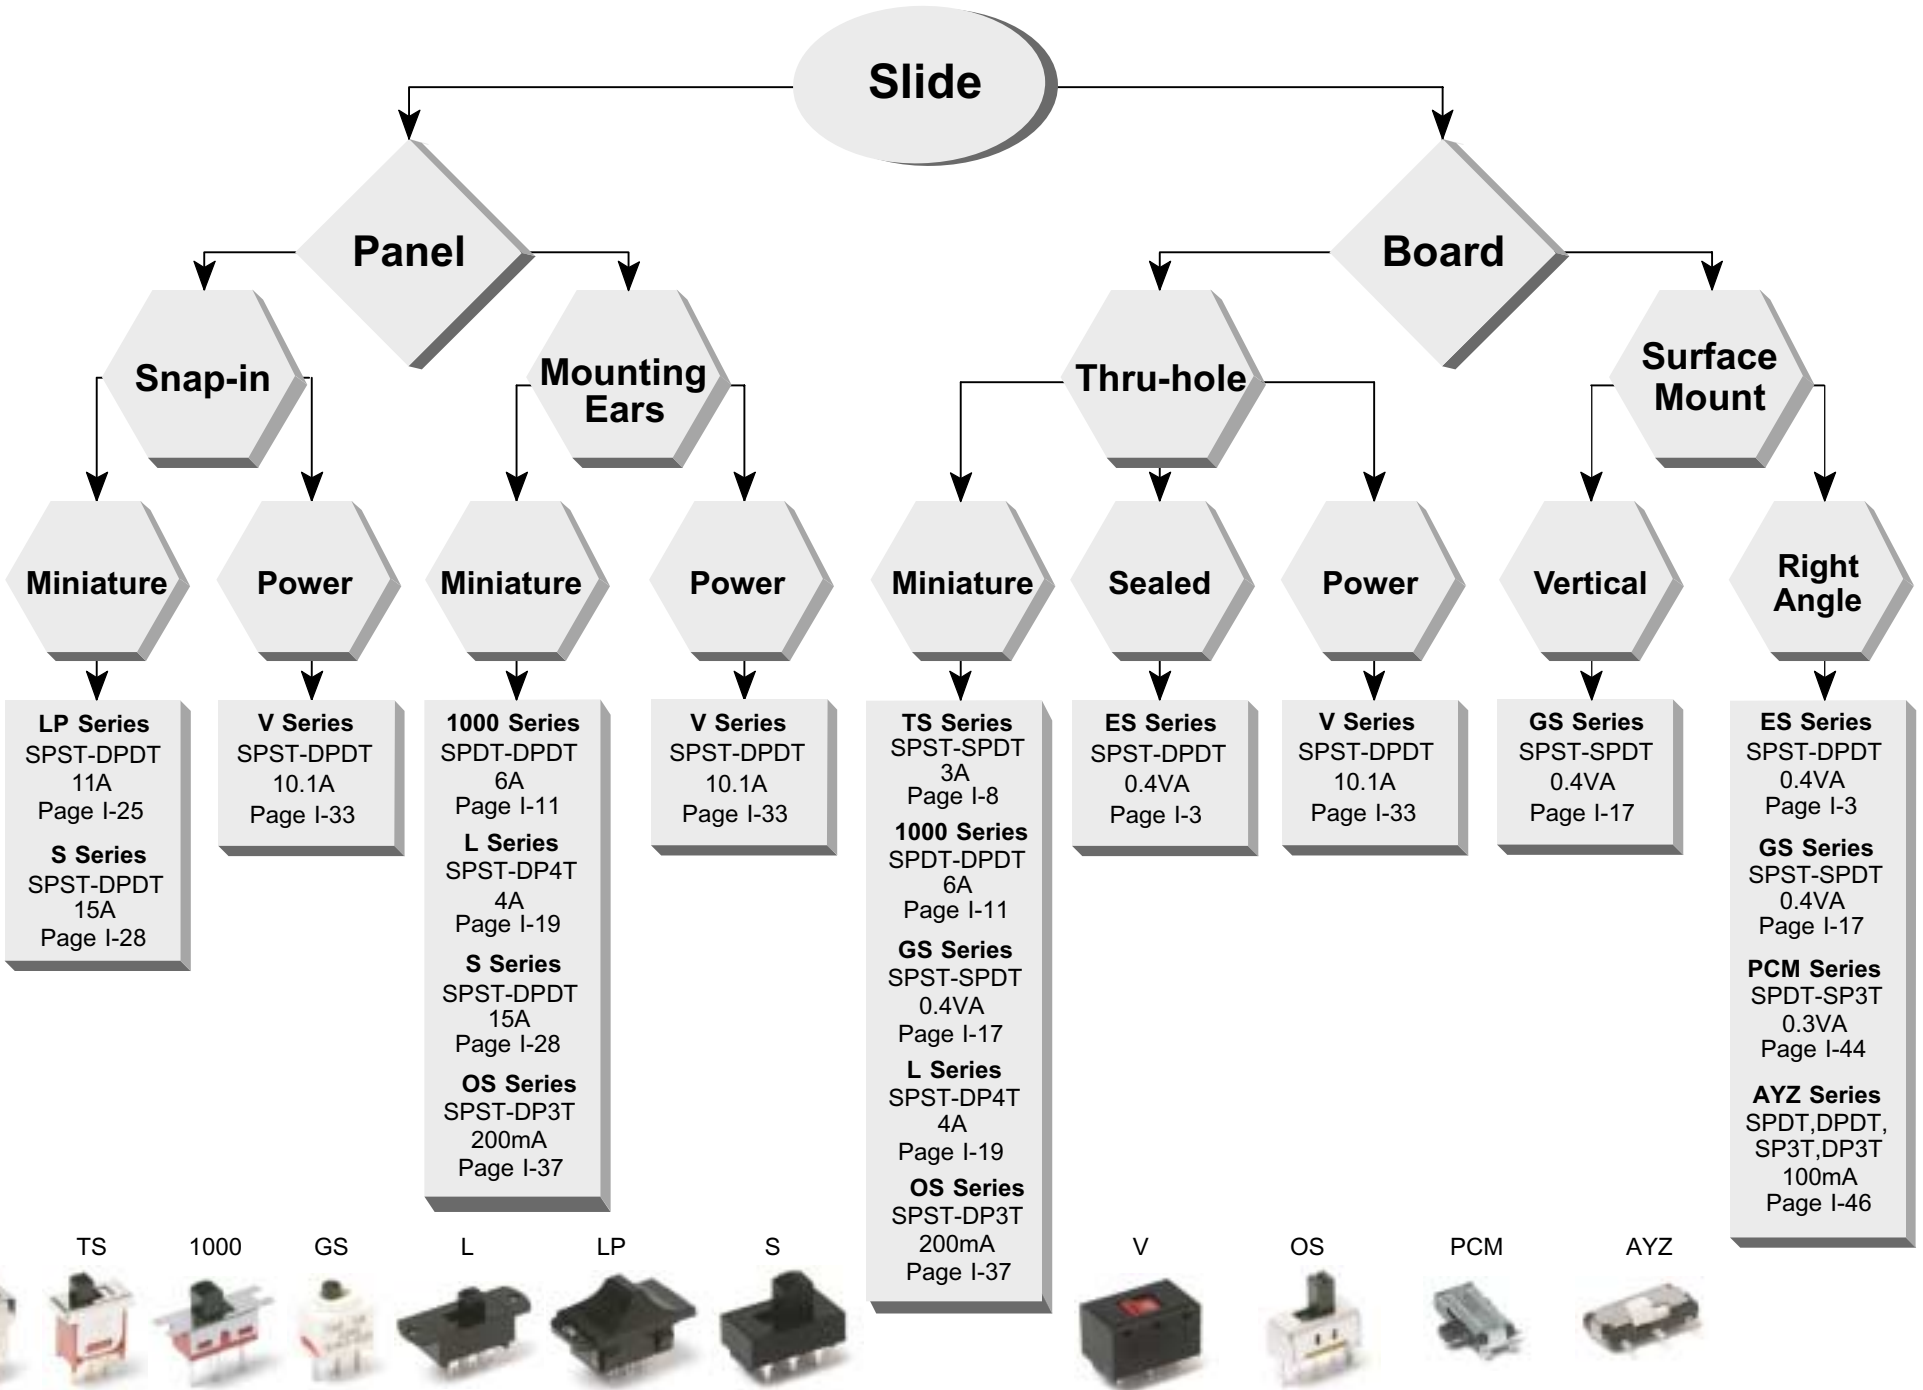 Slide
Panel
Board
Snap-in
Mounting
Ears
Thru-hole
Surface
Mount
Miniature
Power
Miniature
Power
Miniature
Sealed
Power
Vertical
Right
Angle
LP Series
SPST-DPDT
11A
Page I-25
S Series
SPST-DPDT
15A
Page I-28
V Series
SPST-DPDT
10.1A
Page I-33
1000 Series
SPDT-DPDT
6A
Page I-11
L Series
SPST-DP4T
4A
Page I-19
S Series
SPST-DPDT
15A
Page I-28
OS Series
SPST-DP3T
200mA
Page I-37
V Series
SPST-DPDT
10.1A
Page I-33
TS Series
SPST-SPDT
3A
Page I-8
1000 Series
SPDT-DPDT
6A
Page I-11
GS Series
SPST-SPDT
0.4VA
Page I-17
L Series
SPST-DP4T
4A
Page I-19
OS Series
SPST-DP3T
200mA
Page I-37
ES Series
SPST-DPDT
0.4VA
Page I-3
V Series
SPST-DPDT
10.1A
Page I-33
GS Series
SPST-SPDT
0.4VA
Page I-17
ES Series
SPST-DPDT
0.4VA
Page I-3
GS Series
SPST-SPDT
0.4VA
Page I-17
PCM Series
SPDT-SP3T
0.3VA
Page I-44
AYZ Series
SPDT,DPDT,
SP3T,DP3T
100mA
Page I-46
TS
1000
GS
L
LP
S
V
OS
PCM
AYZ